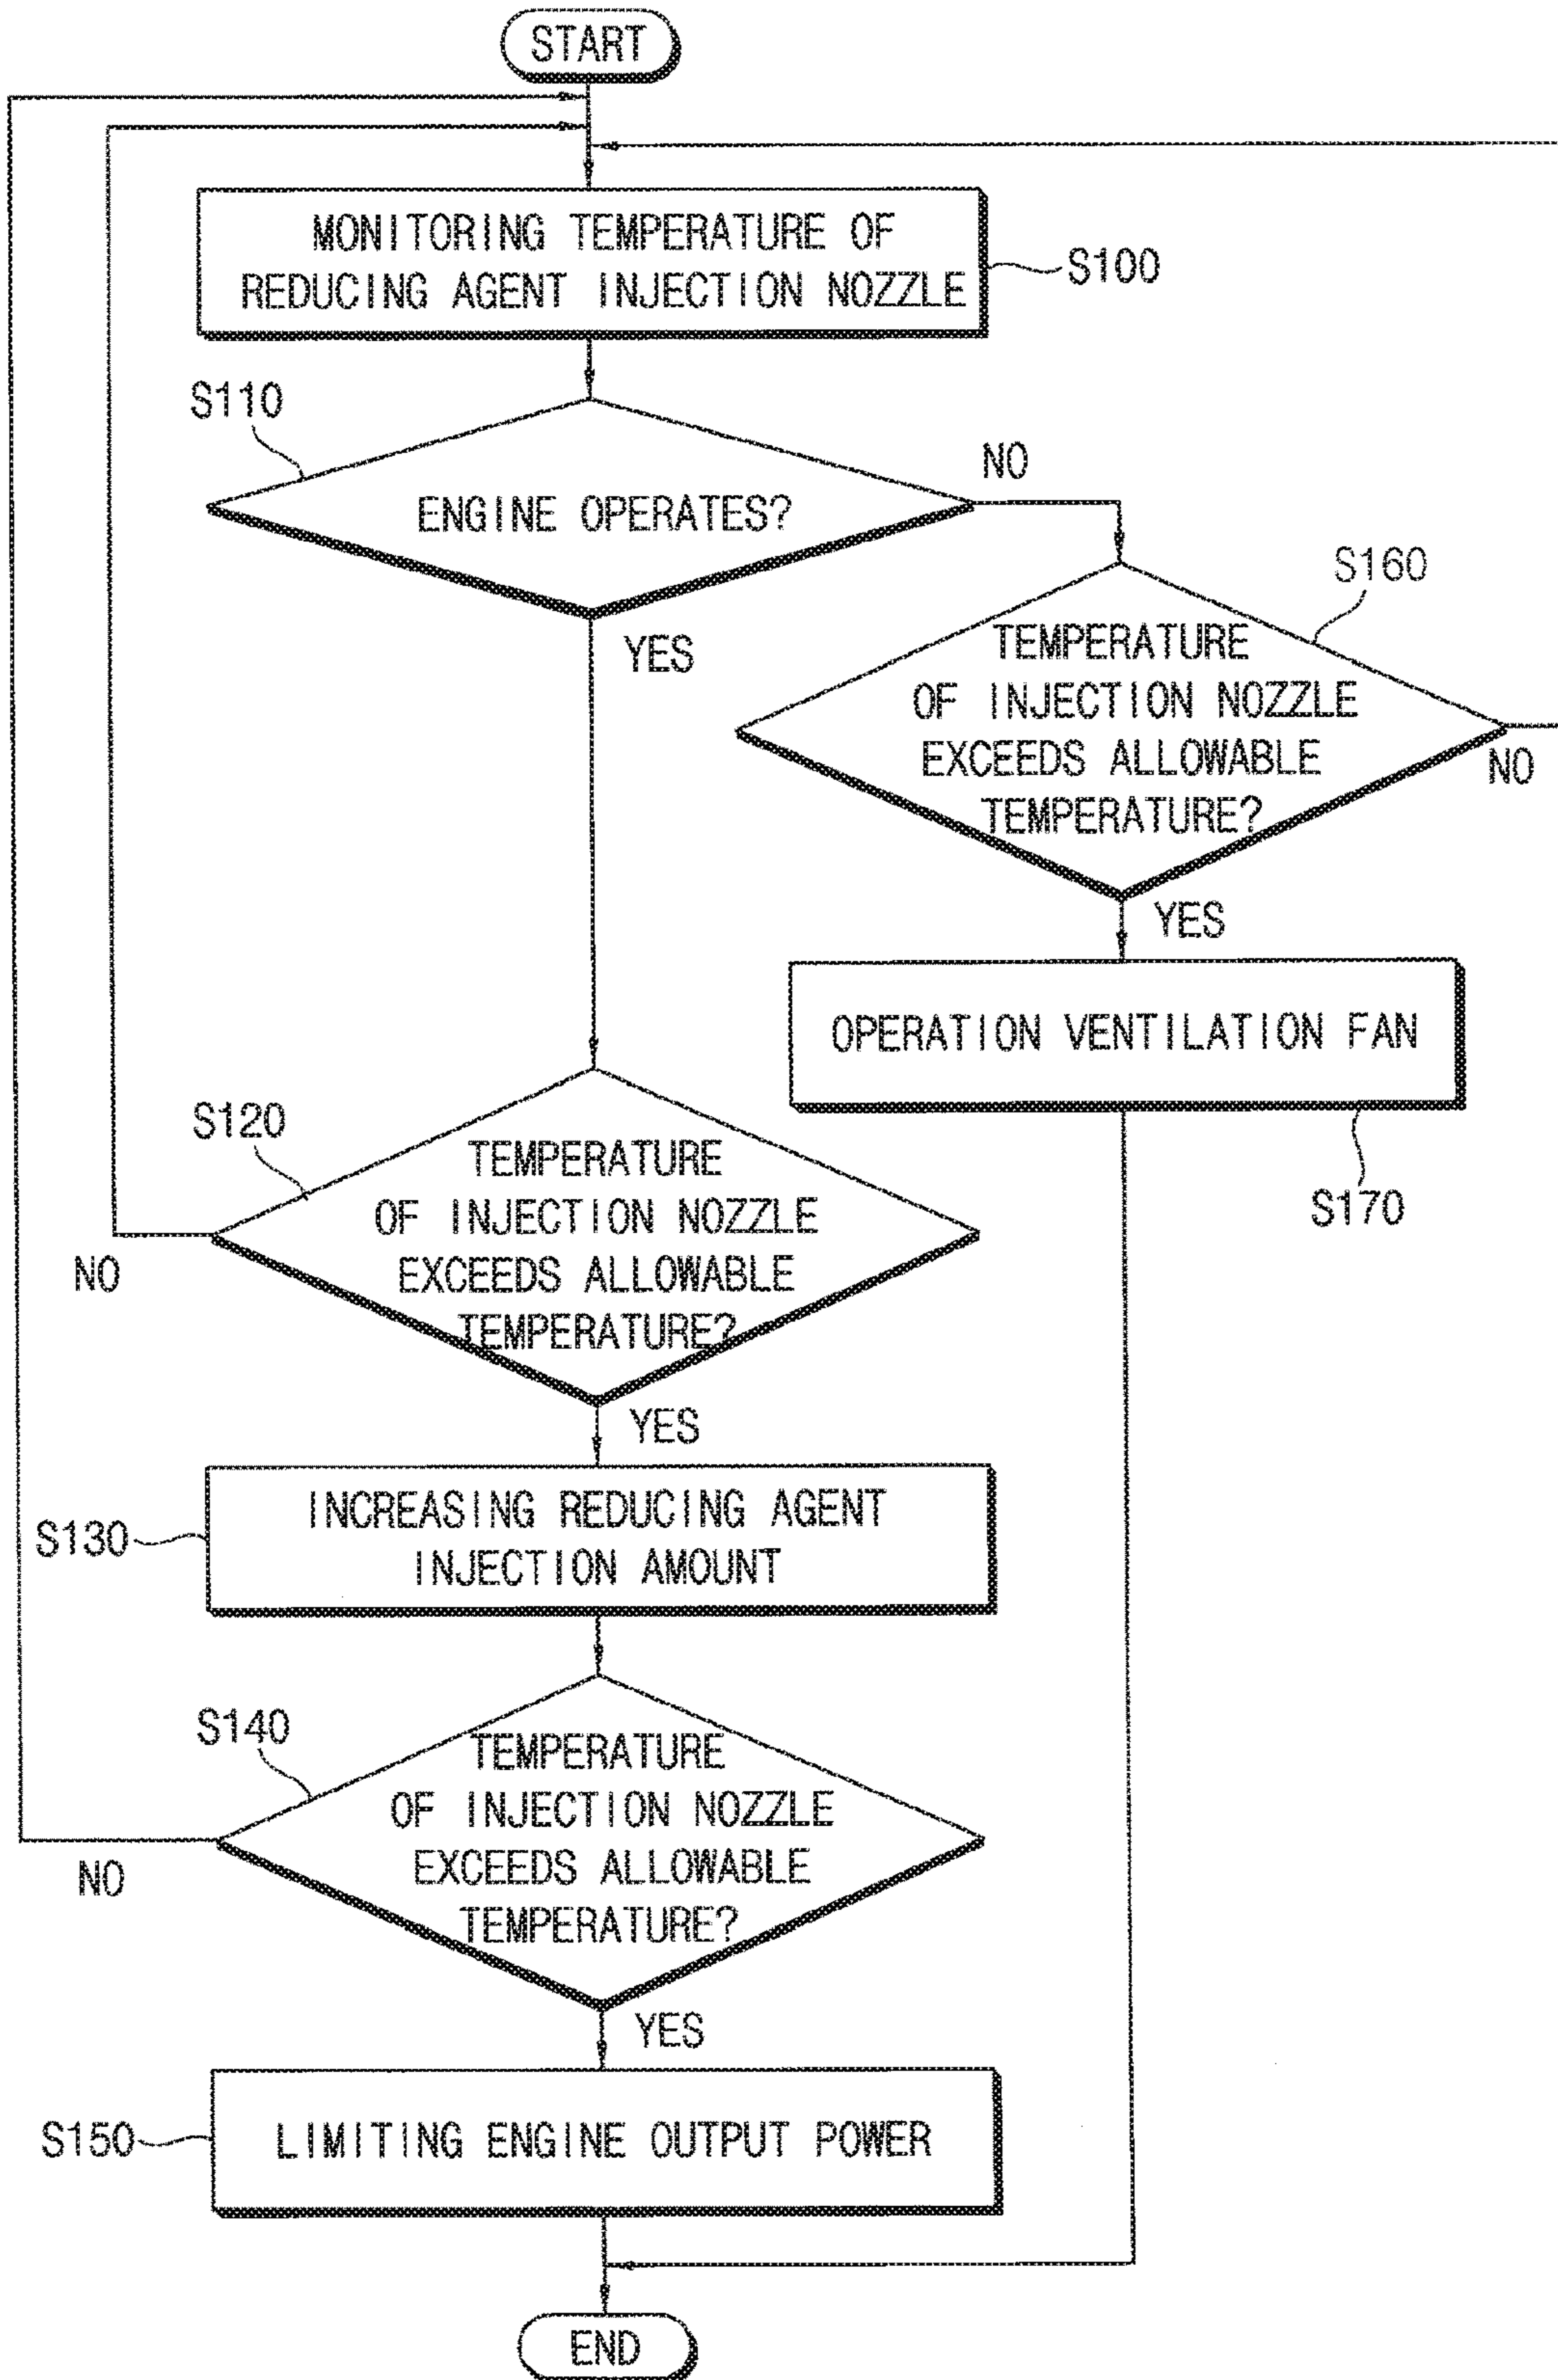 START
MONITORING TEMPERATURE OF
REDUCING AGENT INJECTION NOZZLE
S100
S110
ENGINE OPERATES?
NO
YES
S160
TEMPERATURE
OF INJECTION NOZZLE
EXCEEDS ALLOWABLE
TEMPERATURE?
NO
YES
OPERATION VENTILATION FAN
S170
S120
TEMPERATURE
OF INJECTION NOZZLE
EXCEEDS ALLOWABLE
TEMPERATURE?
NO
YES
S130
INCREASING REDUCING AGENT
INJECTION AMOUNT
S140
TEMPERATURE
OF INJECTION NOZZLE
EXCEEDS ALLOWABLE
TEMPERATURE?
NO
YES
S150
LIMITING ENGINE OUTPUT POWER
END